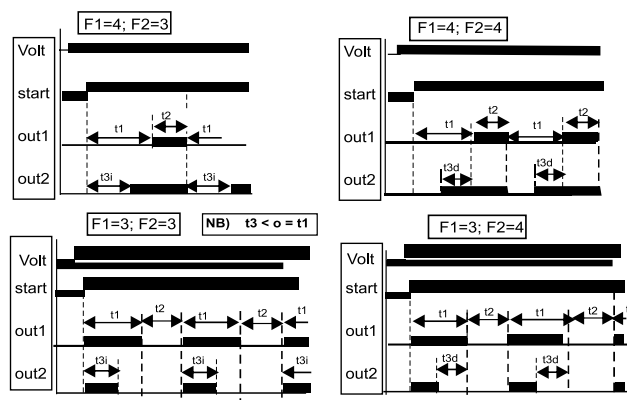 F1=4; F2=3
Volt
start
t2
t1
t1
out1
t3i
t3i
out2
F1=4; F2=4
Volt
start
t2
t2
t1
t1
out1
t3d
t3d
out2
F1=3; F2=3
NB) t3 < o = t1
Volt
start
t1
t2
t1
t2
t1
out1
t3i
t3i
t3i
out2
F1=3; F2=4
Volt
start
t1
t2
t1
t2
t
out1
t3d
t3d
out2